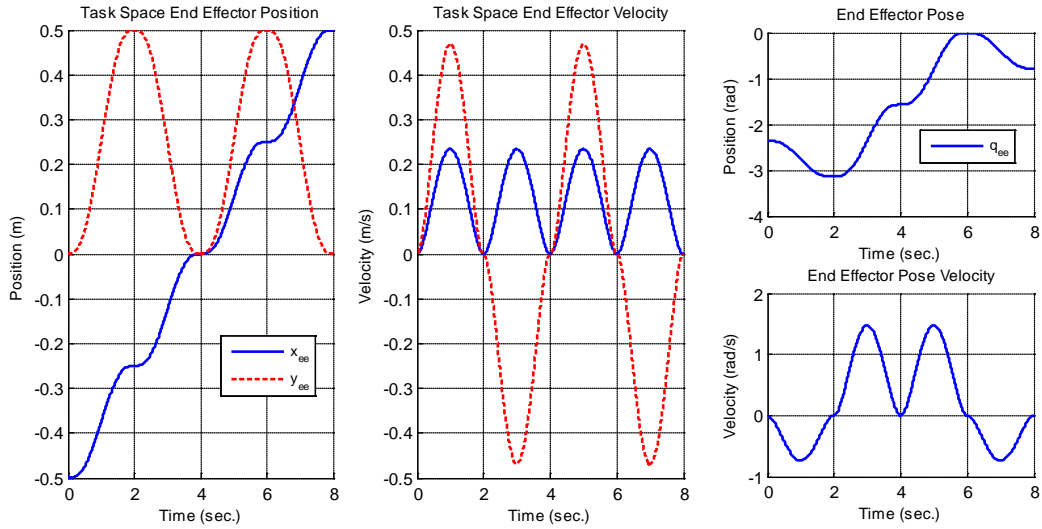 Task Space End Effector Position
0.5
0.4
0.3
0.2
0.1
0
-0.1
-0.2
-0.3
-0.4
-0.5
Position (m)
x_ee
y_ee
0 2 4 6 8
Time (sec.)
Task Space End Effector Velocity
0.5
0.4
0.3
0.2
0.1
0
-0.1
-0.2
-0.3
-0.4
-0.5
Velocity (m/s)
0 2 4 6 8
Time (sec.)
End Effector Pose
0
-1
-2
-3
-4
Position (rad)
q_ee
0 2 4 6 8
Time (sec.)
End Effector Pose Velocity
2
1
0
-1
Velocity (rad/s)
0 2 4 6 8
Time (sec.)